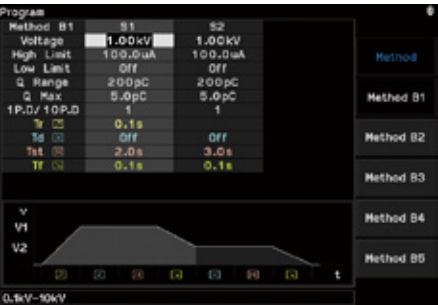 Program
Method B1 S1 S2
Voltage 1.00kV 1.00kV
High Limit 100.0uA 100.0uA
Low Limit Off Off
Q Range 200pC 200pC
Q Max 5.0pC 5.0pC
1P.D/10P.D 1 1
Tr 0.1s
Td Off Off
Tst 2.0s 3.0s
Tf 0.1s 0.1s
Method
Method B1
Method B2
Method B3
Method B4
Method B5
V
V1
V2
t
0.1kV-10kV